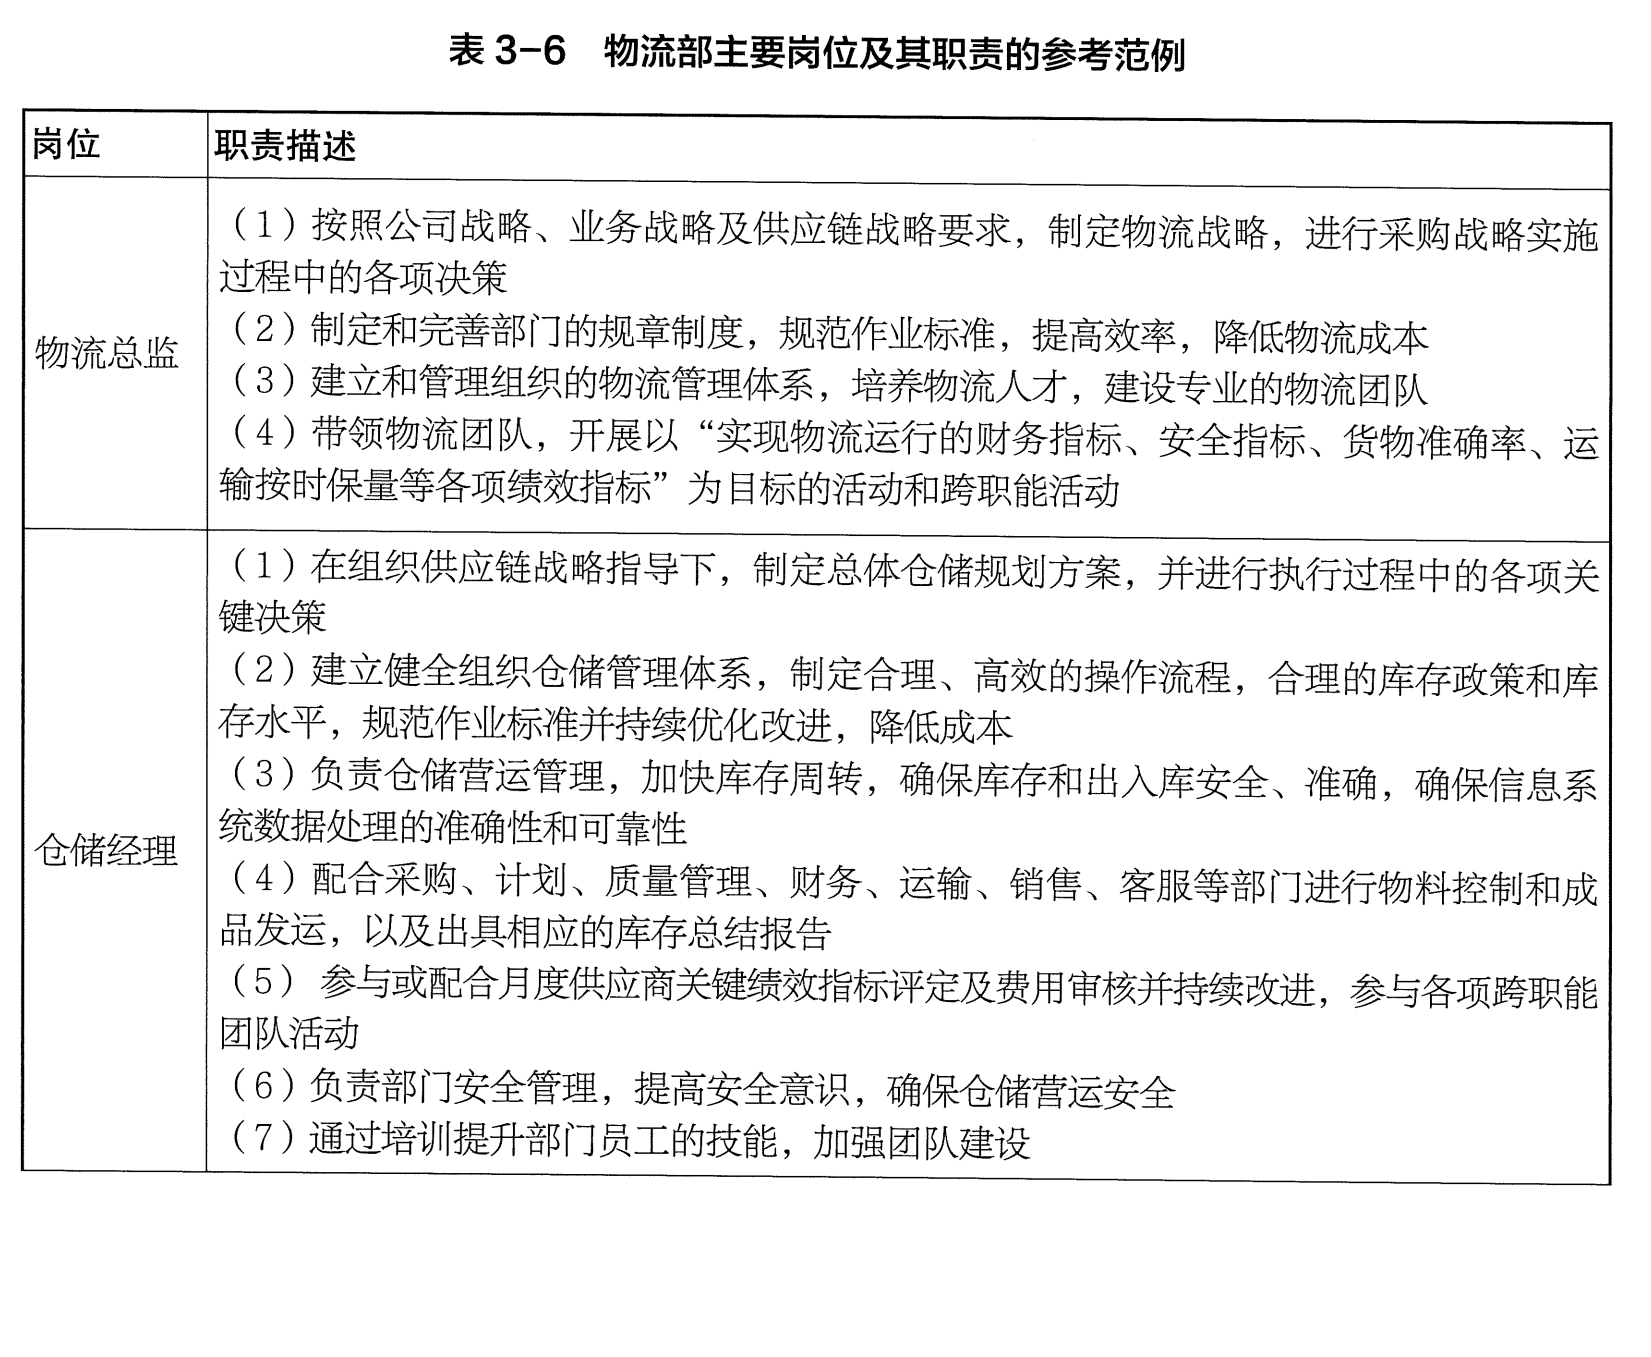 表 3-6 物流部主要岗位及其职责的参考范例
岗位
职责描述
物流总监
（1）按照公司战略、业务战略及供应链战略要求，制定物流战略，进行采购战略实施
过程中的各项决策
（2）制定和完善部门的规章制度，规范作业标准，提高效率，降低物流成本
（3）建立和管理组织的物流管理体系，培养物流人才，建设专业的物流团队
（4）带领物流团队，开展以“实现物流运行的财务指标、安全指标、货物准确率、运
输按时保量等各项绩效指标”为目标的活动和跨职能活动
仓储经理
（1）在组织供应链战略指导下，制定总体仓储规划方案，并进行执行过程中的各项关
键决策
（2）建立健全组织仓储管理体系，制定合理、高效的操作流程，合理的库存政策和库
存水平，规范作业标准并持续优化改进，降低成本
（3）负责仓储营运管理，加快库存周转，确保库存和出入库安全、准确，确保信息系
统数据处理的准确性和可靠性
（4）配合采购、计划、质量管理、财务、运输、销售、客服等部门进行物料控制和成
品发运，以及出具相应的库存总结报告
（5） 参与或配合月度供应商关键绩效指标评定及费用审核并持续改进，参与各项跨职能
团队活动
（6）负责部门安全管理，提高安全意识，确保仓储营运安全
（7）通过培训提升部门员工的技能，加强团队建设